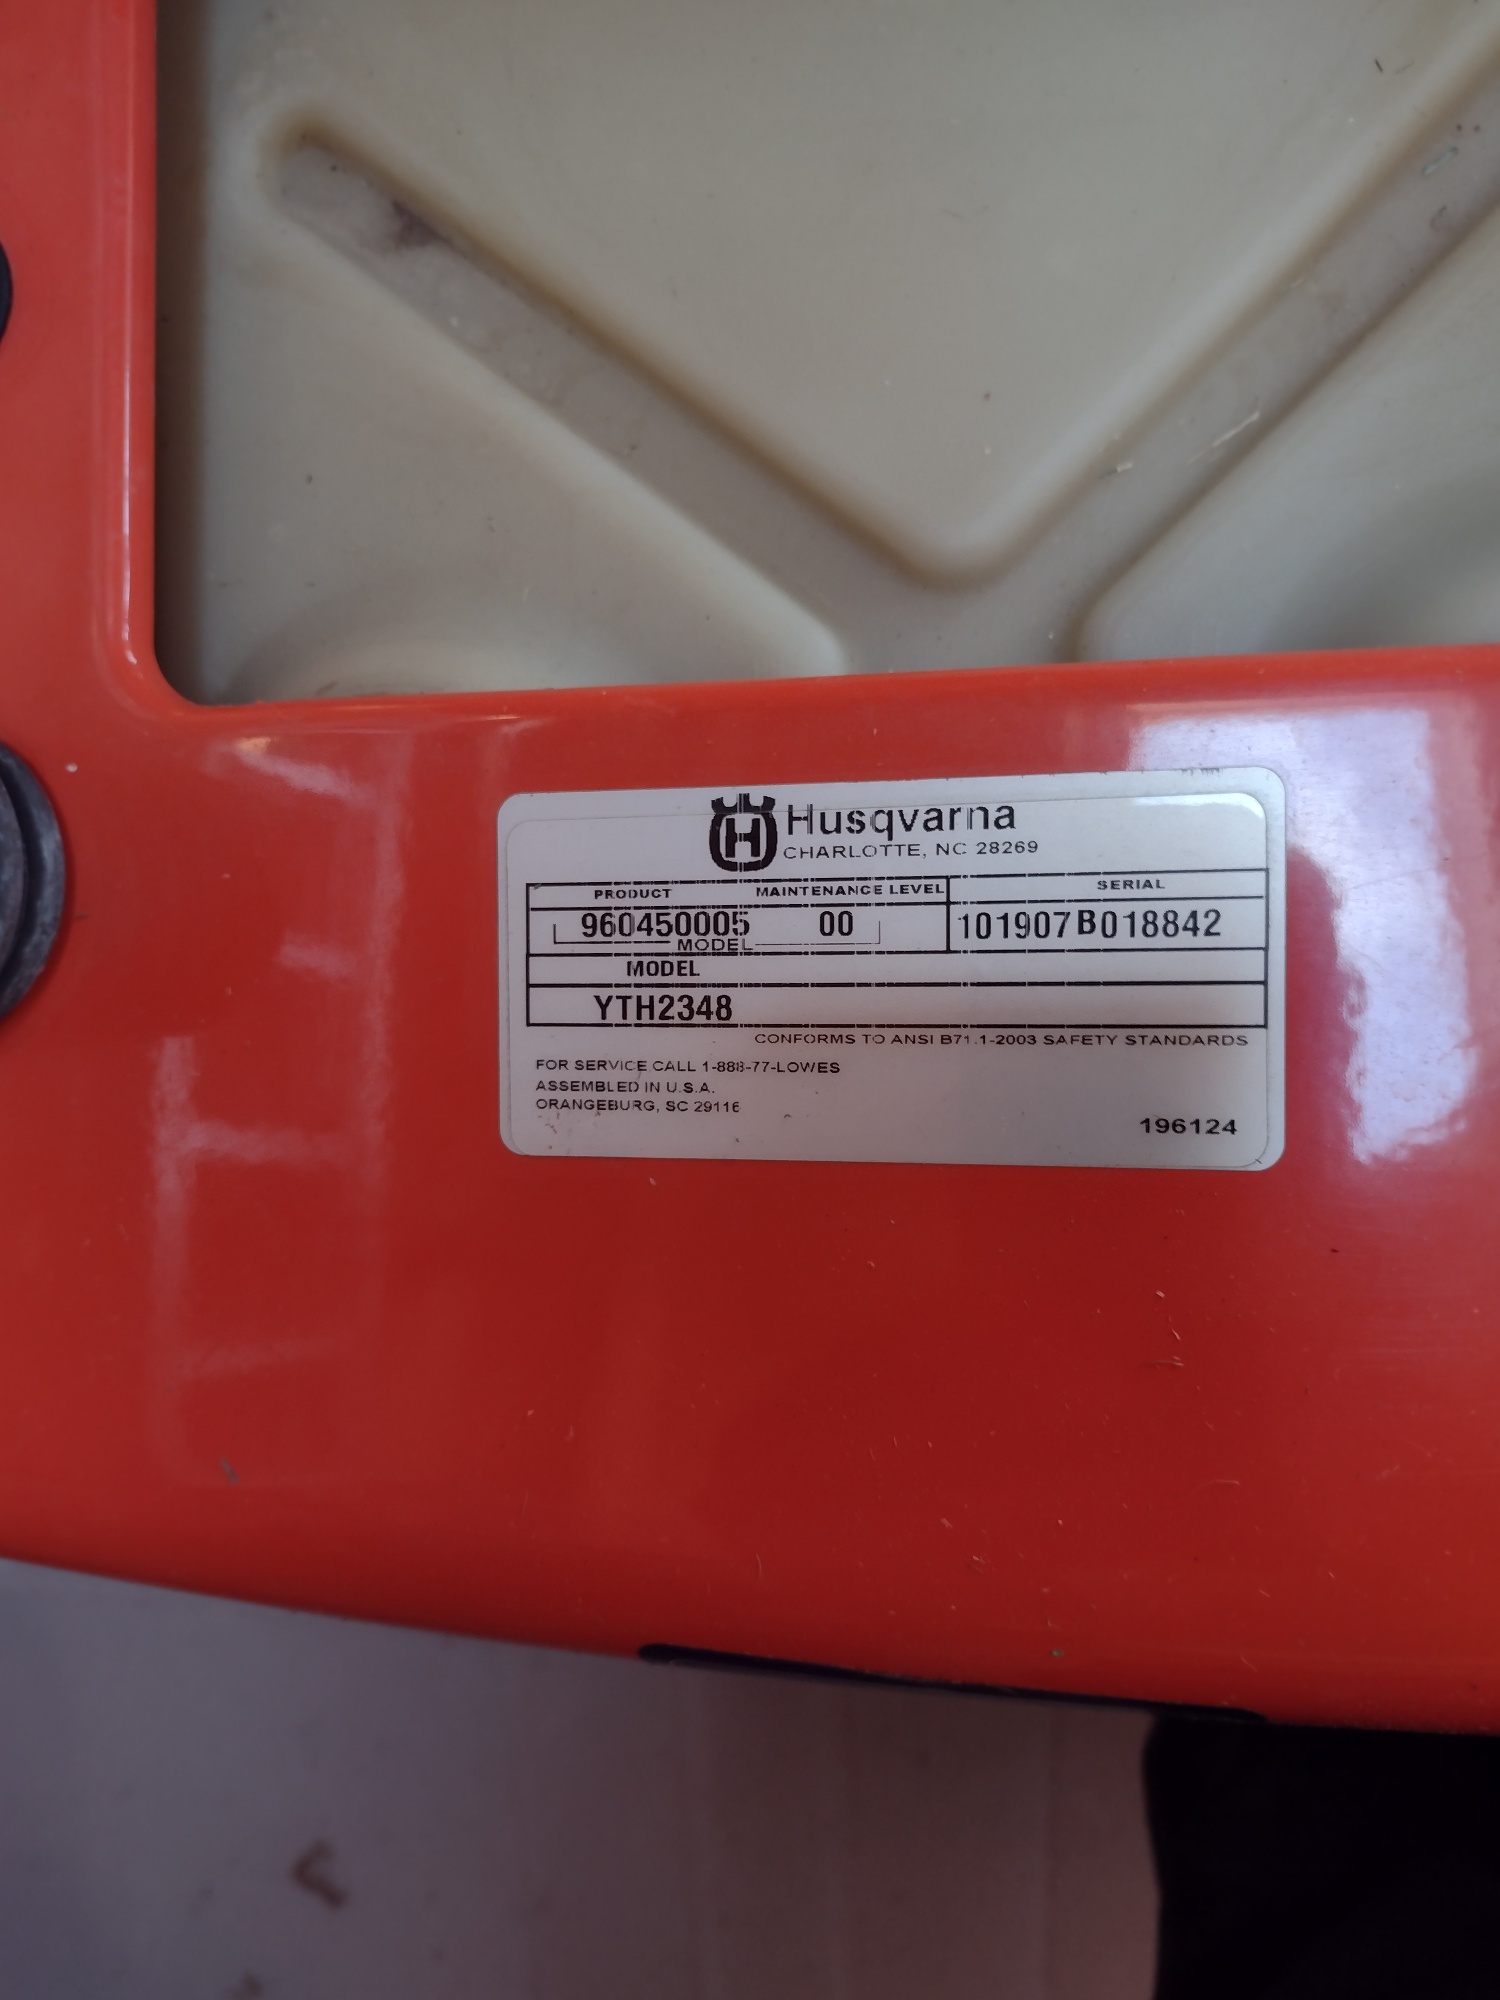 H Husqvarna
CHARLOTTE, NC 28269
PRODUCT MAINTENANCE LEVEL SERIAL
960450005 00 101907B018842
MODEL
MODEL
YTH2348
CONFORMS TO ANSI B71.1-2003 SAFETY STANDARDS
FOR SERVICE CALL 1-888-77-LOWES
ASSEMBLED IN U.S.A.
ORANGEBURG, SC 29116
196124